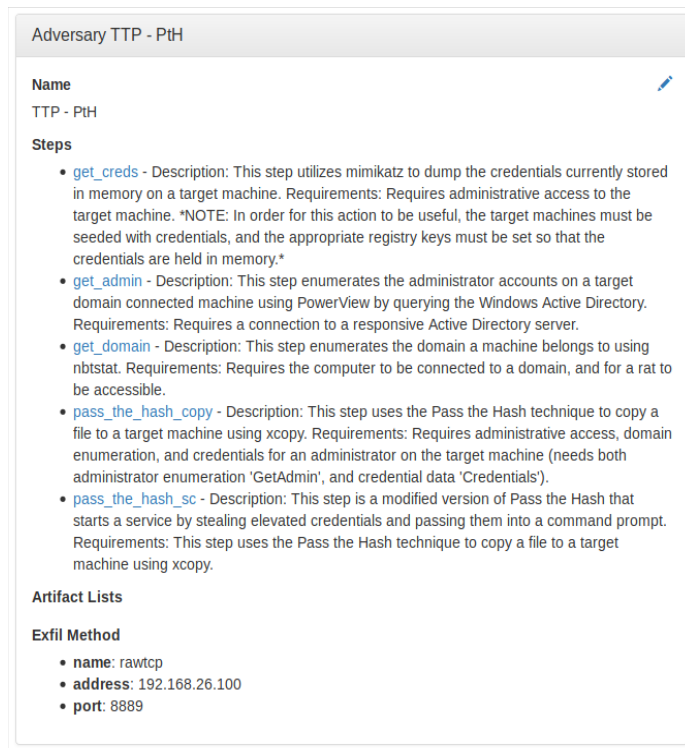 Adversary TTP - PtH
Name
TTP - PtH
Steps
• get_creds - Description: This step utilizes mimikatz to dump the credentials currently stored
in memory on a target machine. Requirements: Requires administrative access to the
target machine. *NOTE: In order for this action to be useful, the target machines must be
seeded with credentials, and the appropriate registry keys must be set so that the
credentials are held in memory.*
• get_admin - Description: This step enumerates the administrator accounts on a target
domain connected machine using PowerView by querying the Windows Active Directory.
Requirements: Requires a connection to a responsive Active Directory server.
• get_domain - Description: This step enumerates the domain a machine belongs to using
nbtstat. Requirements: Requires the computer to be connected to a domain, and for a rat to
be accessible.
• pass_the_hash_copy - Description: This step uses the Pass the Hash technique to copy a
file to a target machine using xcopy. Requirements: Requires administrative access, domain
enumeration, and credentials for an administrator on the target machine (needs both
administrator enumeration 'GetAdmin', and credential data 'Credentials').
• pass_the_hash_sc - Description: This step is a modified version of Pass the Hash that
starts a service by stealing elevated credentials and passing them into a command prompt.
Requirements: This step uses the Pass the Hash technique to copy a file to a target
machine using xcopy.
Artifact Lists
Exfil Method
• name: rawtcp
• address: 192.168.26.100
• port: 8889